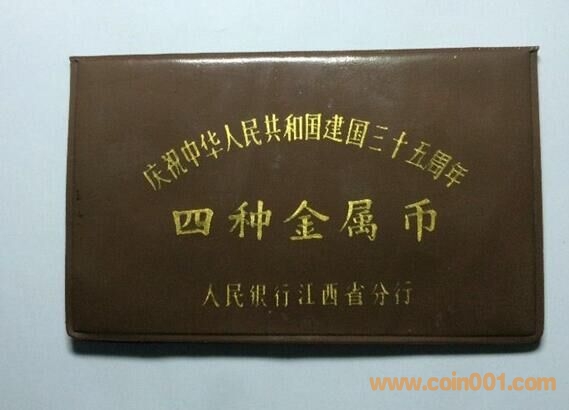 庆祝中华人民共和国建国三十五周年
四种金属币
人民银行江西省分行
www.coin001.com